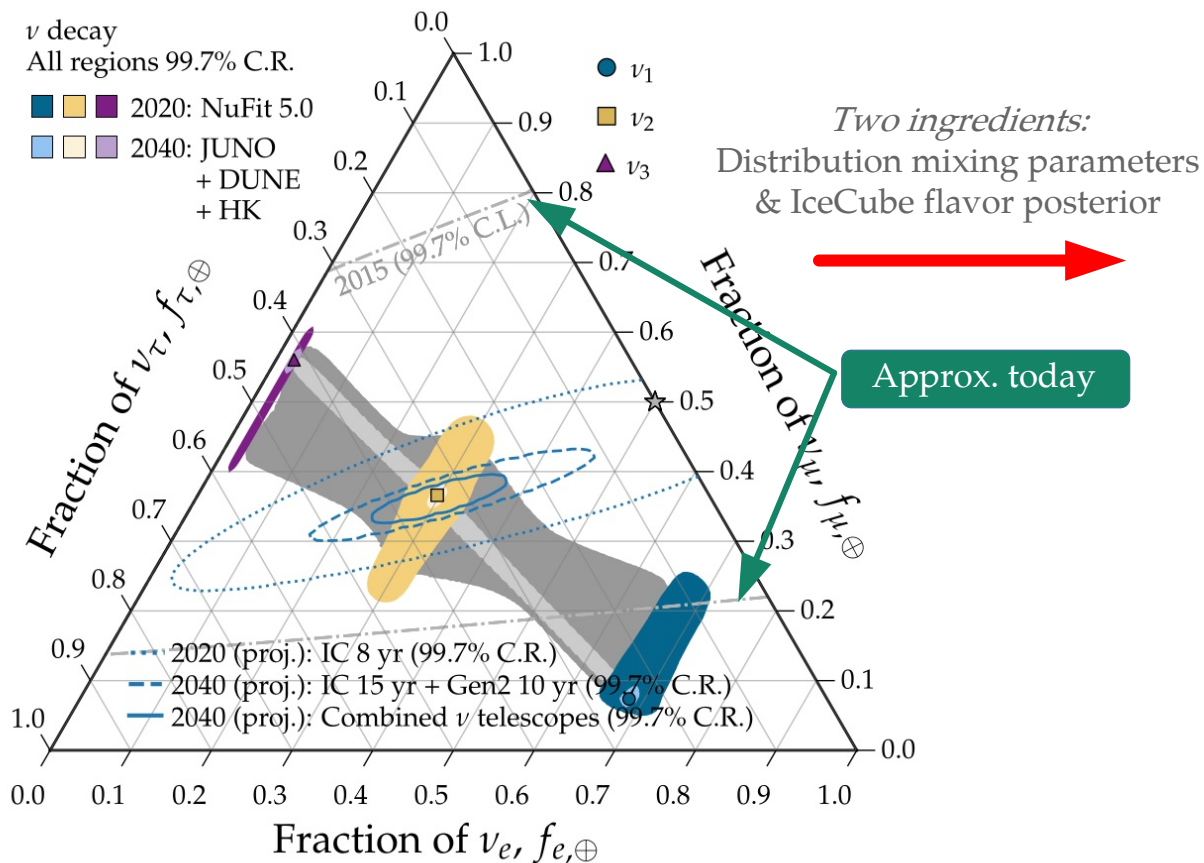 ν decay
All regions 99.7% C.R.
2020: NuFit 5.0
2040: JUNO
+ DUNE
+ HK
ν₁
ν₂
ν₃
Two ingredients:
Distribution mixing parameters
& IceCube flavor posterior
Approx. today
2015 (99.7% C.L.)
Fraction of ν_τ, f_τ,⊕
0.0
0.1
0.2
0.3
0.4
0.5
0.6
0.7
0.8
0.9
1.0
Fraction of ν_μ, f_μ,⊕
1.0
0.9
0.8
0.7
0.6
0.5
0.4
0.3
0.2
0.1
0.0
2020 (proj.): IC 8 yr (99.7% C.R.)
2040 (proj.): IC 15 yr + Gen2 10 yr (99.7% C.R.)
2040 (proj.): Combined ν telescopes (99.7% C.R.)
0.0 0.1 0.2 0.3 0.4 0.5 0.6 0.7 0.8 0.9 1.0
Fraction of ν_e, f_e,⊕